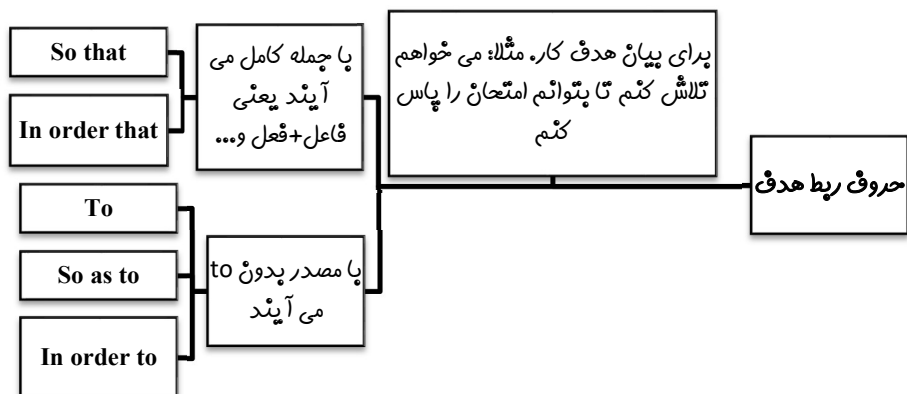 حروف ربط هدف
برای بیان هدف کار. مثلا: می خواهم
تلاش کنم تا بتوانم امتحان را پاس
کنم
با جمله کامل می
آیند یعنی
فاعل+فعل و...
So that
In order that
با مصدر بدون to
می آیند
To
So as to
In order to